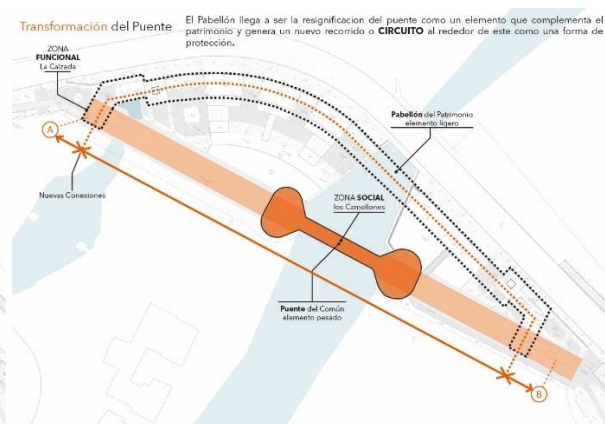 Transformación del Puente
El Pabellón llega a ser la resignificacion del puente como un elemento que complementa el
patrimonio y genera un nuevo recorrido o CIRCUITO al rededor de este como una forma de
protección.
ZONA
FUNCIONAL
La Calzada
A
Nuevas Conexiones
Pabellón del Patrimonio
elemento ligero
ZONA SOCIAL
los Camellones
Puente del Común
elemento pesado
B